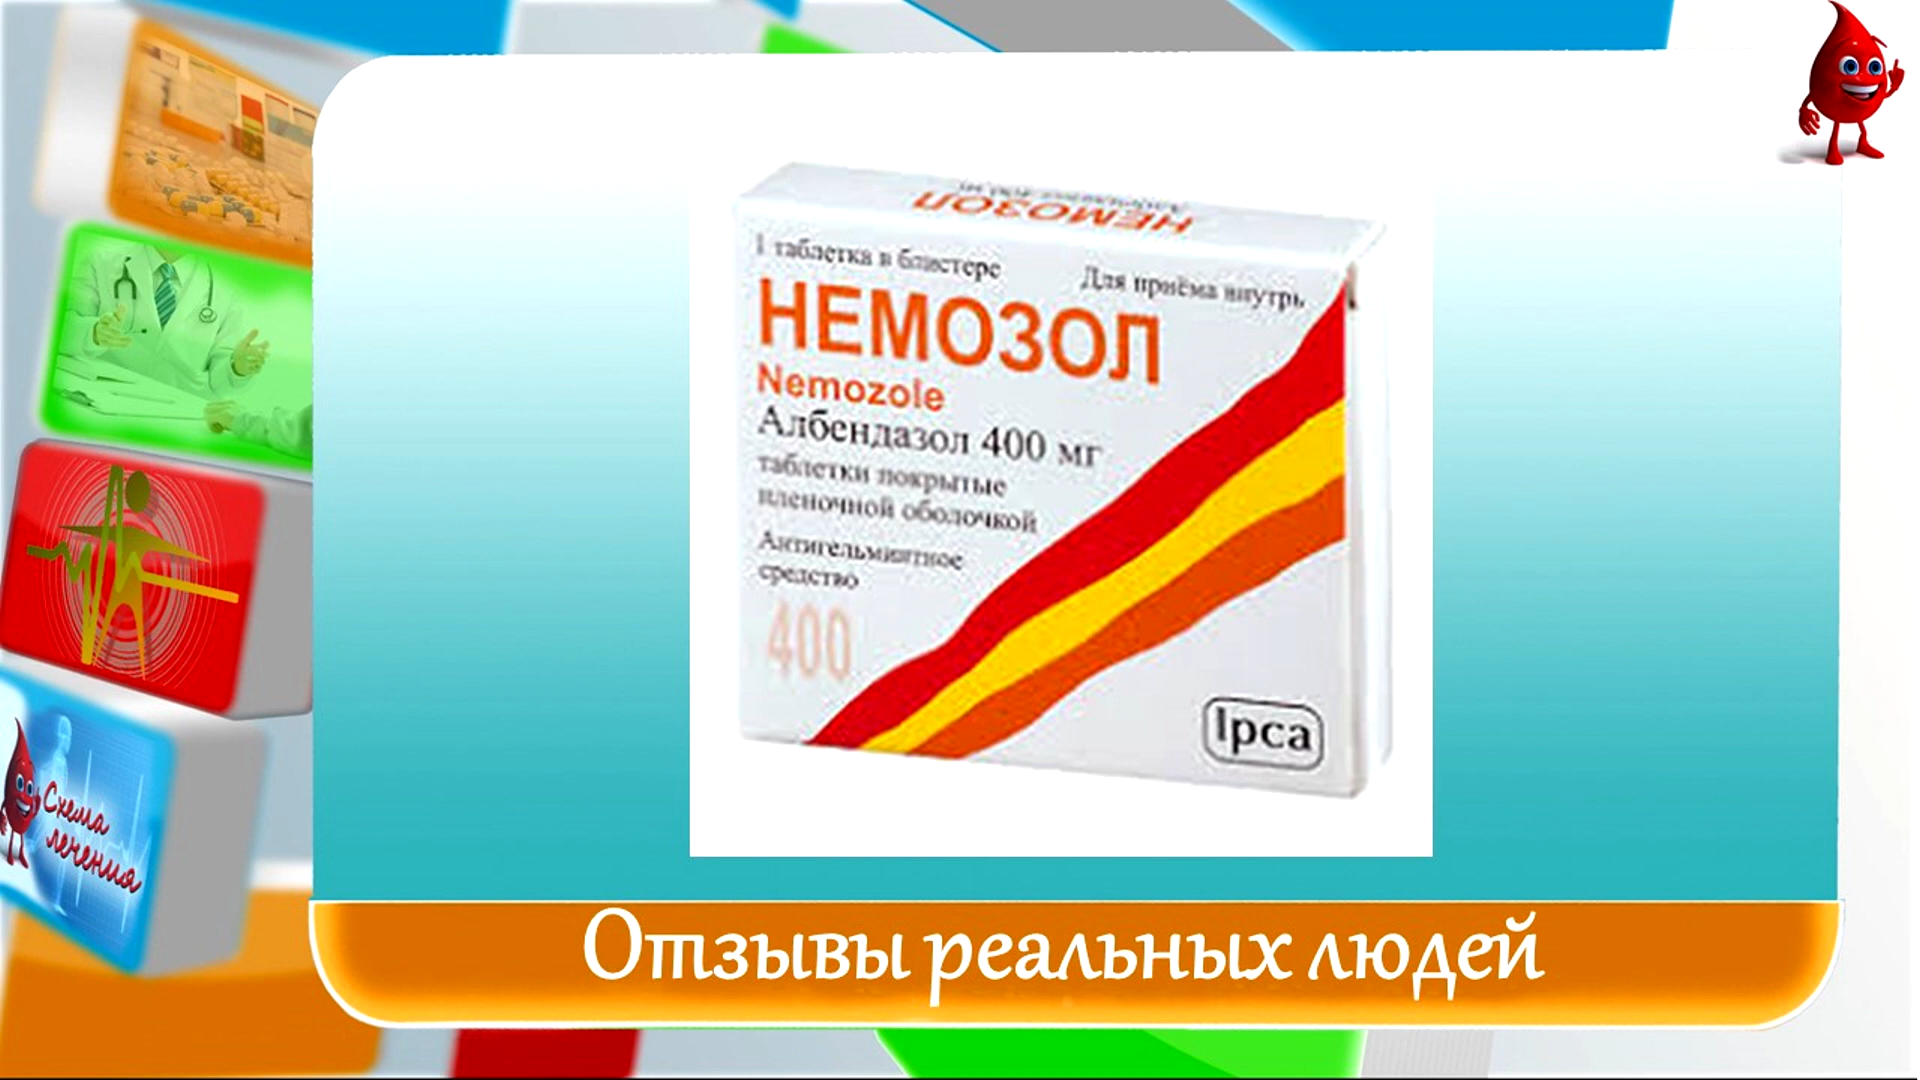 НЕМОЗОЛ
1 таблетка в блистере
Для приёма внутрь
НЕМОЗОЛ
Nemozole
Албендазол 400 мг
таблетки покрытые
пленочной оболочкой
Антигельминтное
средство
400
Ipca
Схема
лечения
Отзывы реальных людей